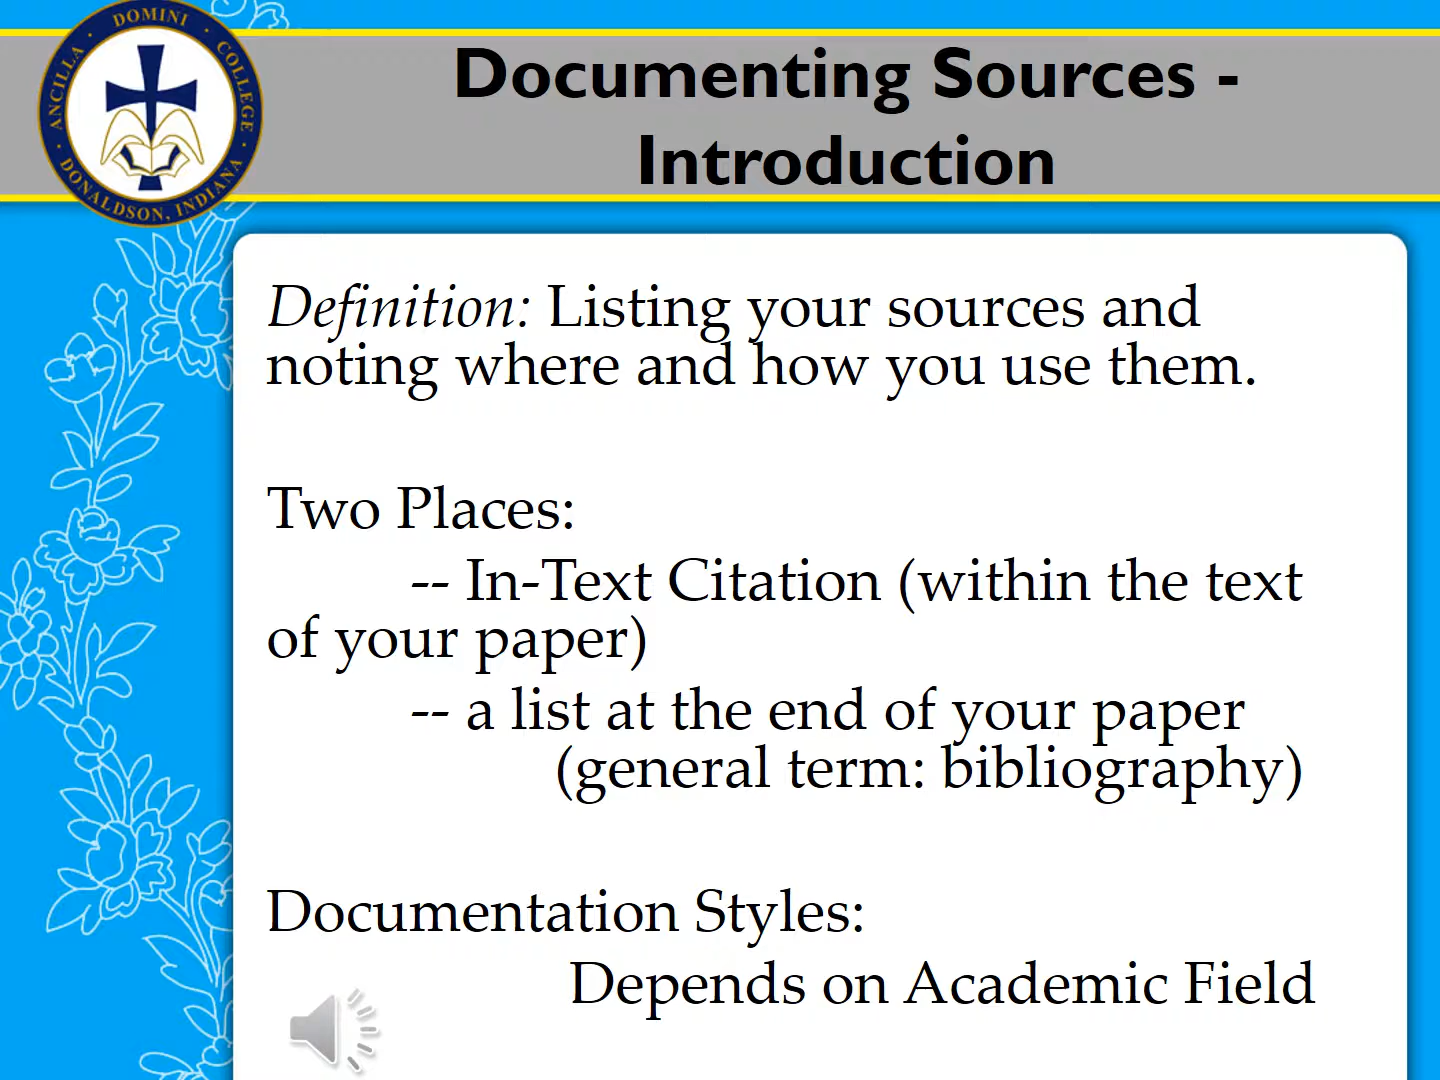 ANCILLA DOMINI COLLEGE
DONALDSON, INDIANA
Documenting Sources -
Introduction
Definition: Listing your sources and
noting where and how you use them.
Two Places:
-- In-Text Citation (within the text
of your paper)
-- a list at the end of your paper
(general term: bibliography)
Documentation Styles:
Depends on Academic Field